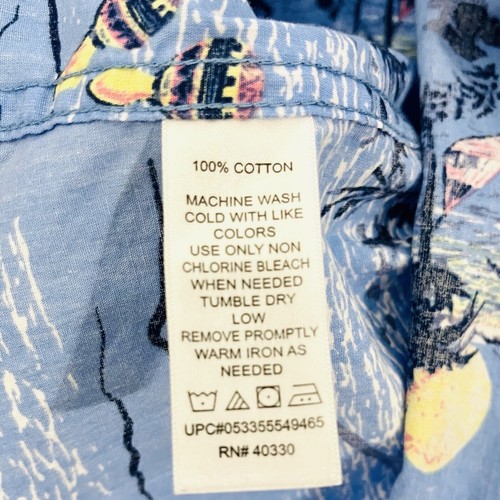 100% COTTON
MACHINE WASH
COLD WITH LIKE
COLORS
USE ONLY NON
CHLORINE BLEACH
WHEN NEEDED
TUMBLE DRY
LOW
REMOVE PROMPTLY
WARM IRON AS
NEEDED
UPC#053355549465
RN# 40330